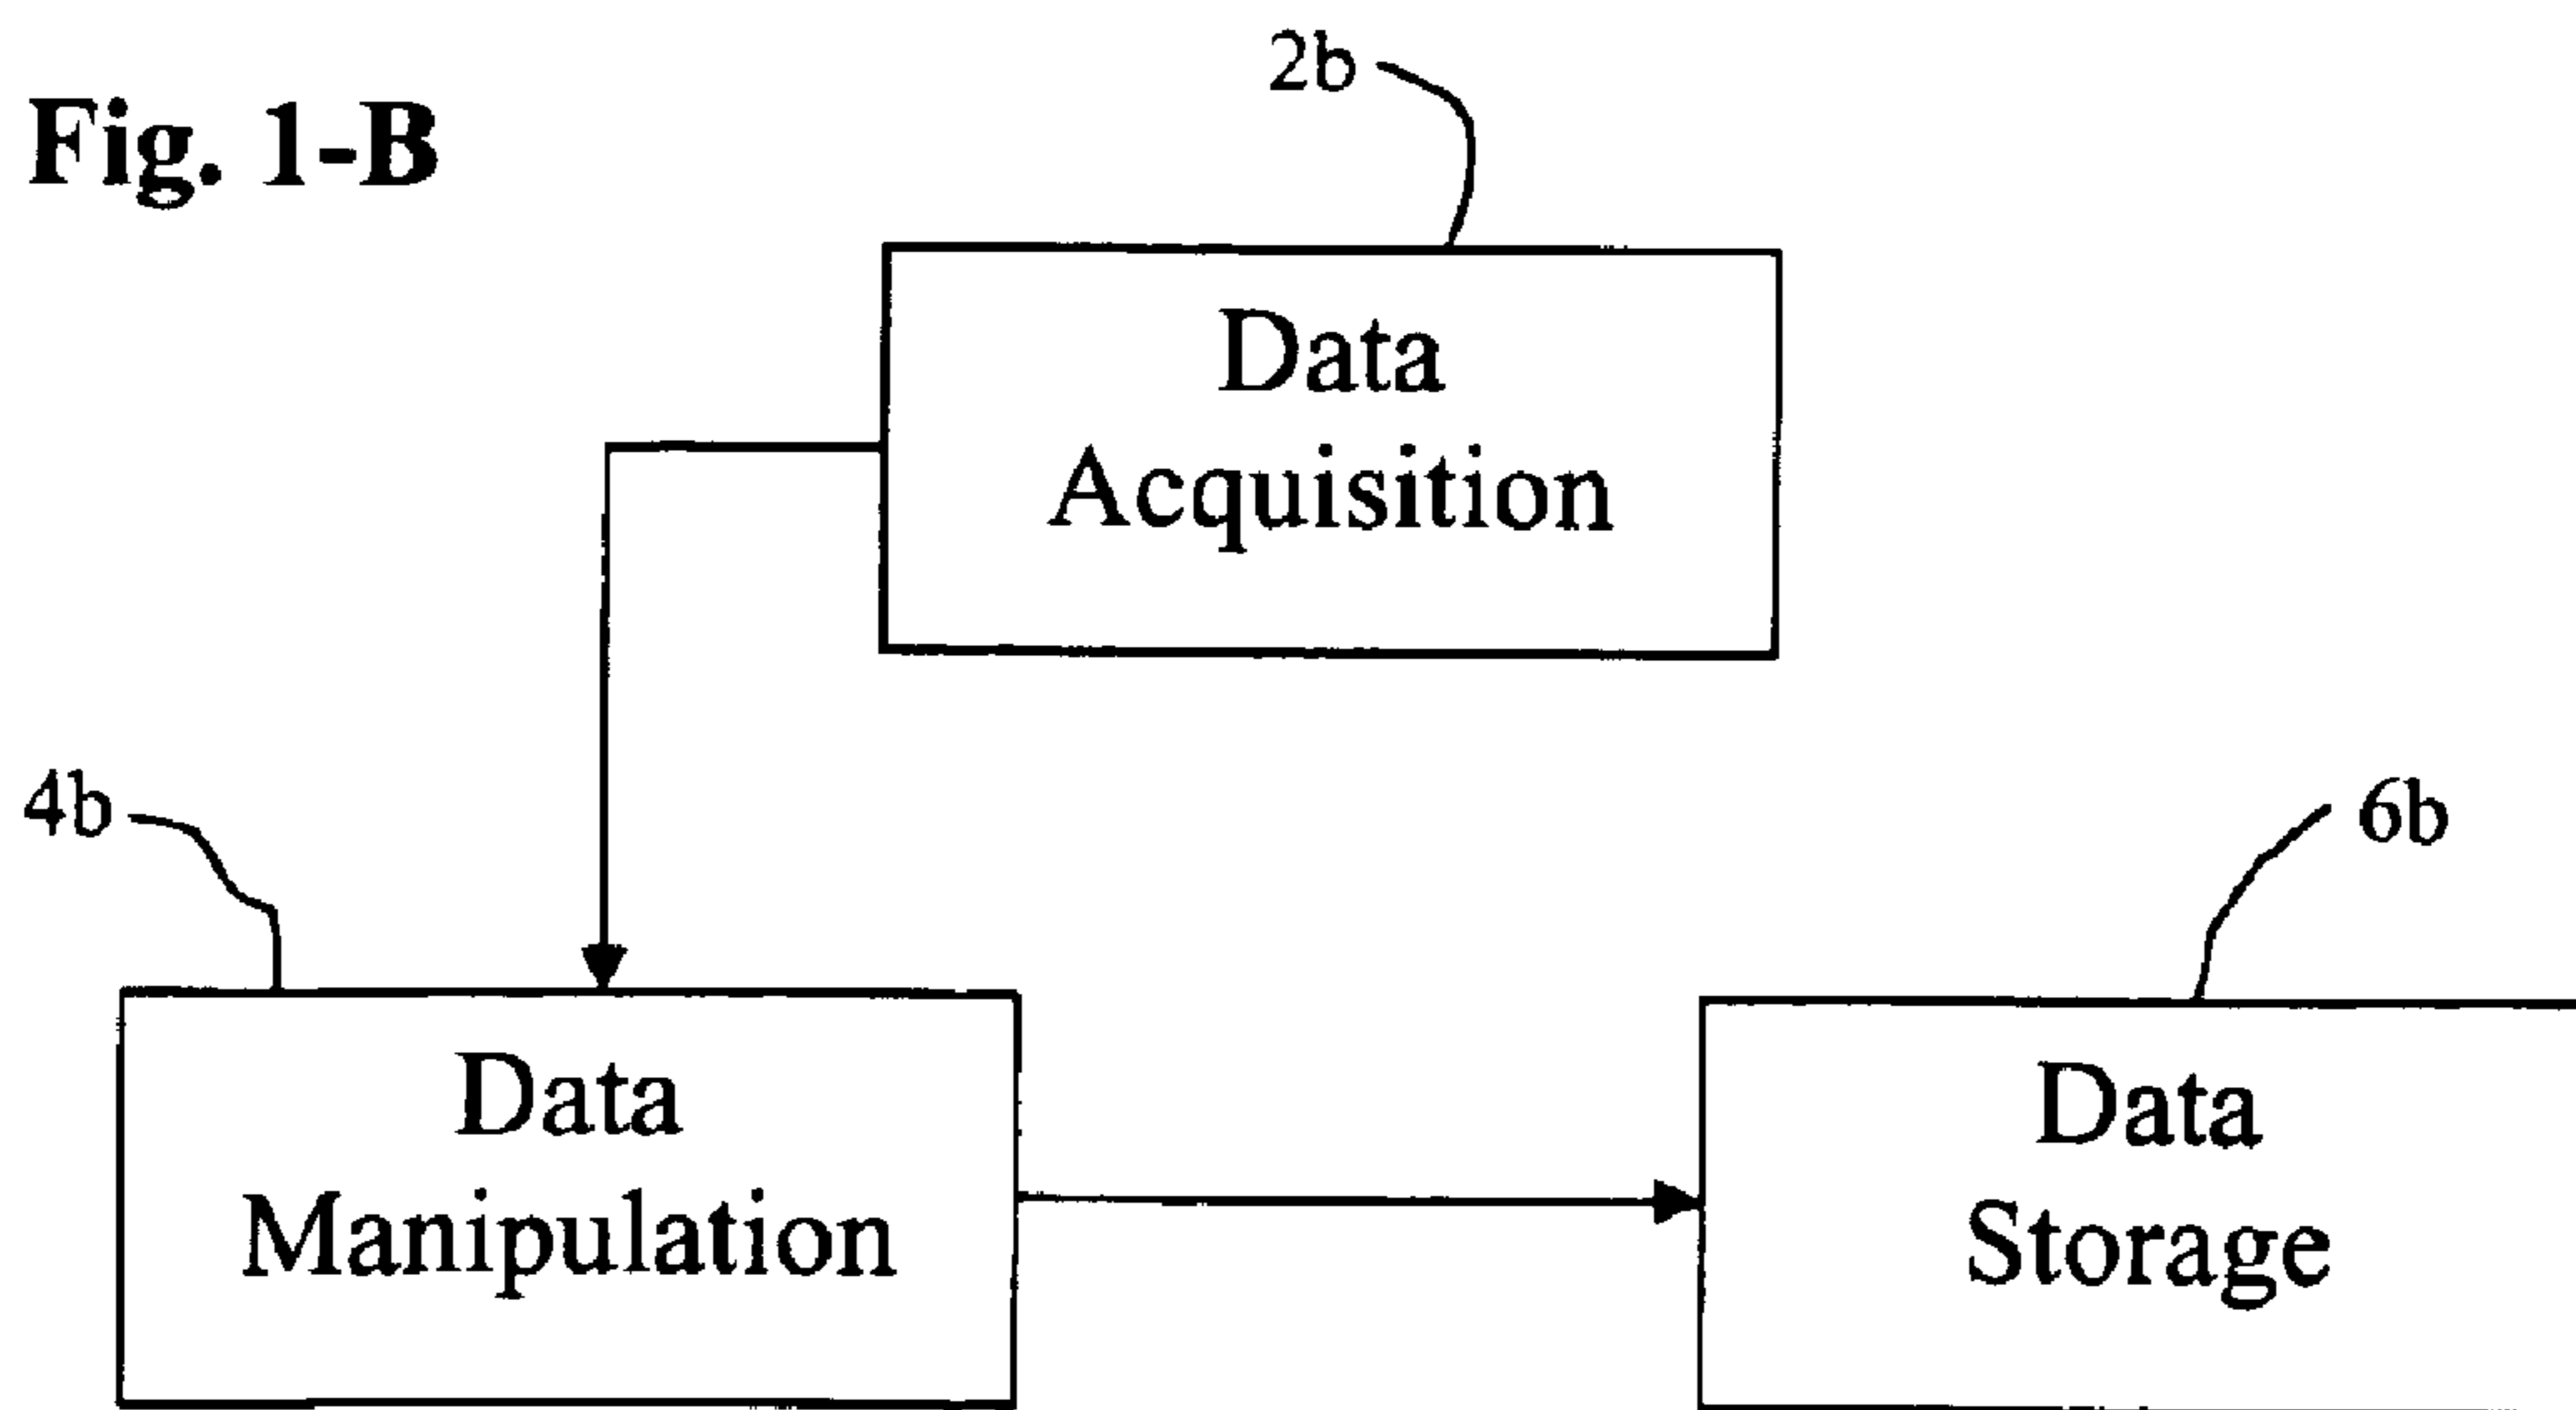 Fig. 1-B
2b
Data
Acquisition
4b
6b
Data
Manipulation
Data
Storage